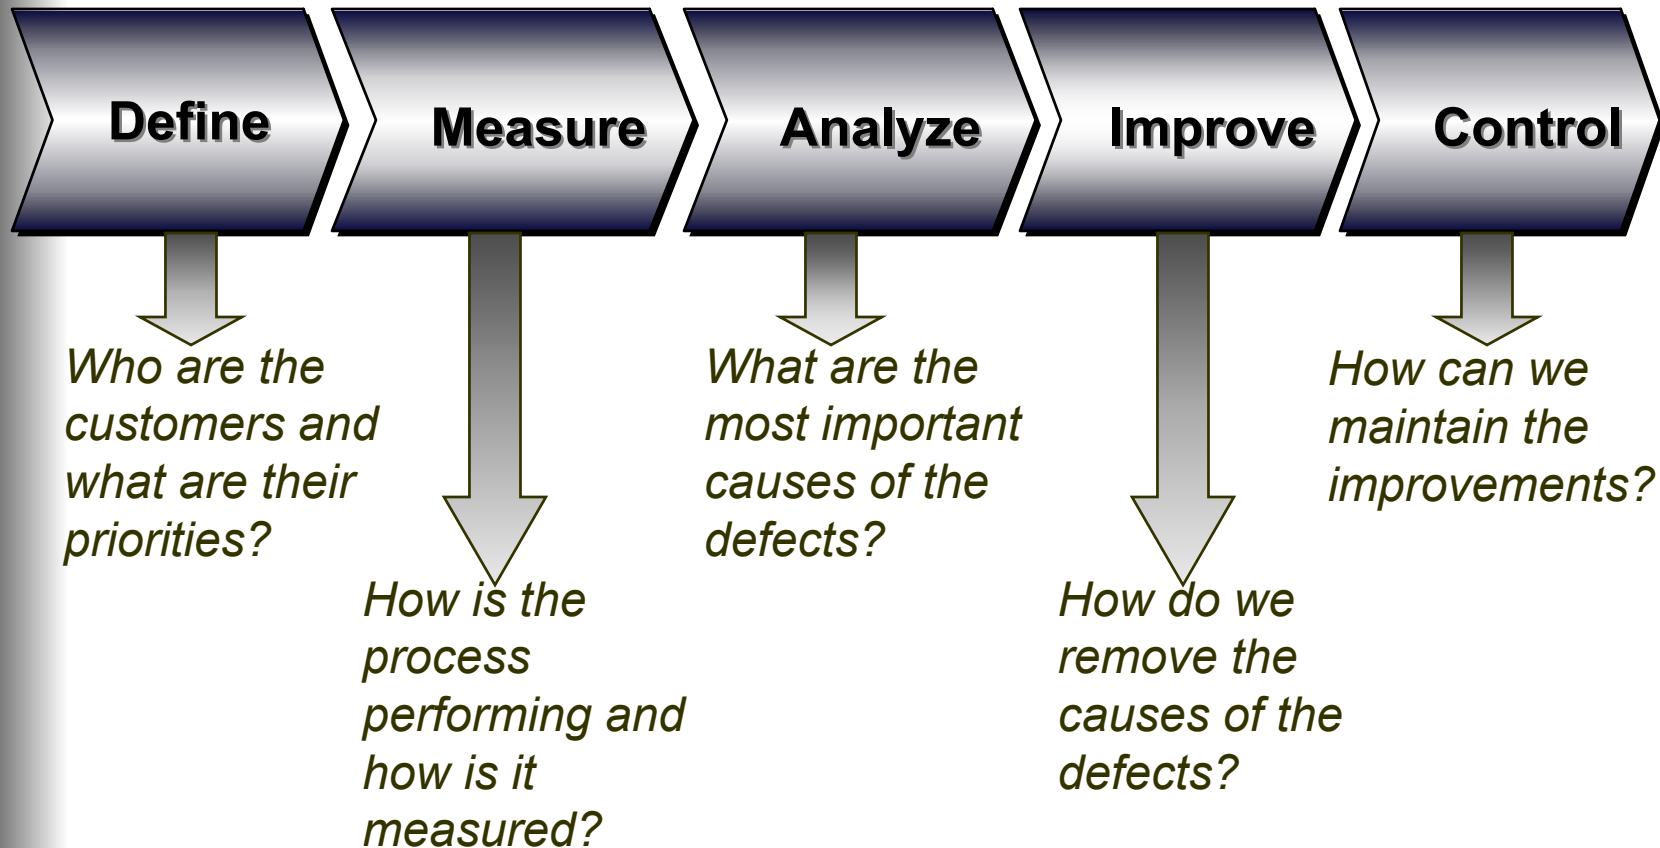 Define
Measure
Analyze
Improve
Control
Who are the
customers and
what are their
priorities?
How is the
process
performing and
how is it
measured?
What are the
most important
causes of the
defects?
How do we
remove the
causes of the
defects?
How can we
maintain the
improvements?